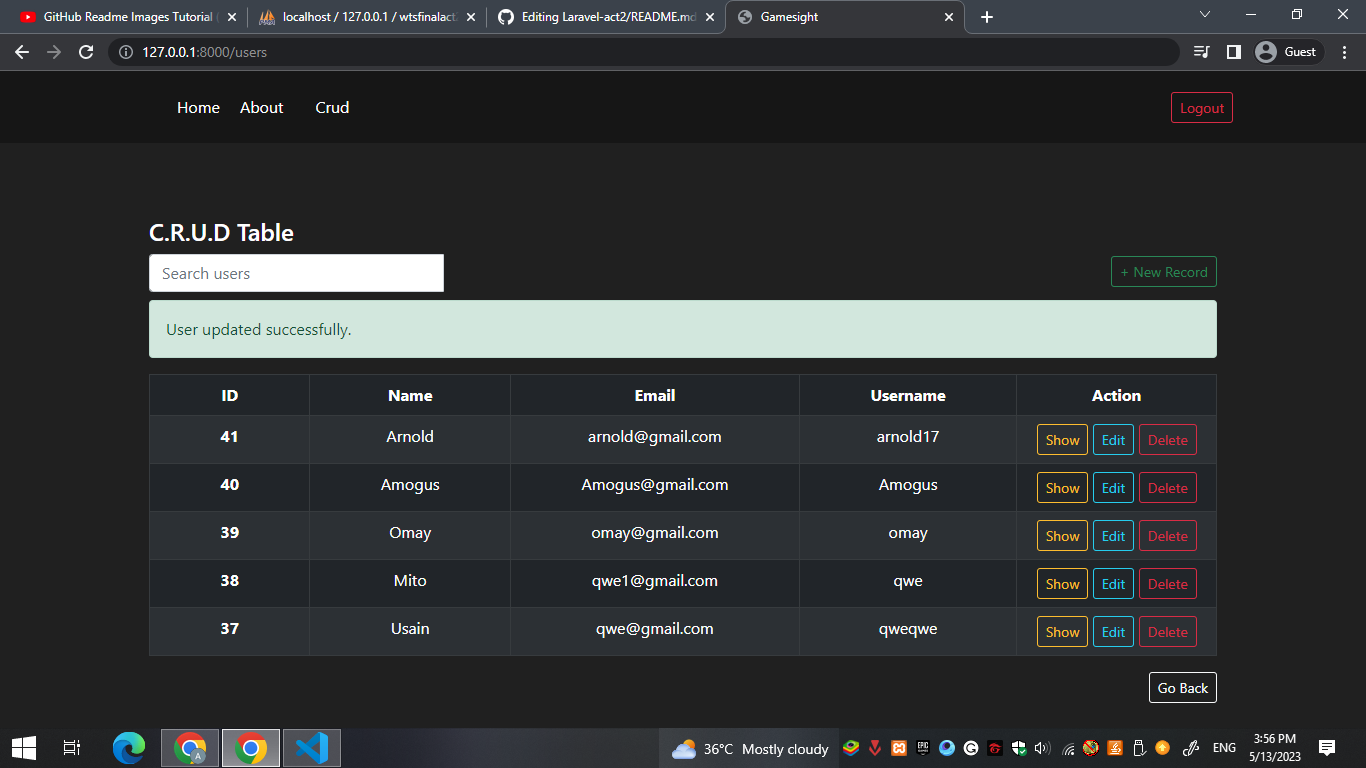 GitHub Readme Images Tutorial
localhost / 127.0.0.1 / wtsfinalact2
Editing Laravel-act2/README.md
Gamesight
127.0.0.1:8000/users
Guest
Home About Crud
Logout
C.R.U.D Table
Search users
+ New Record
User updated successfully.
ID Name Email Username Action
41 Arnold arnold@gmail.com arnold17 Show Edit Delete
40 Amogus Amogus@gmail.com Amogus Show Edit Delete
39 Omay omay@gmail.com omay Show Edit Delete
38 Mito qwe1@gmail.com qwe Show Edit Delete
37 Usain qwe@gmail.com qweqwe Show Edit Delete
Go Back
36°C Mostly cloudy
ENG
3:56 PM
5/13/2023